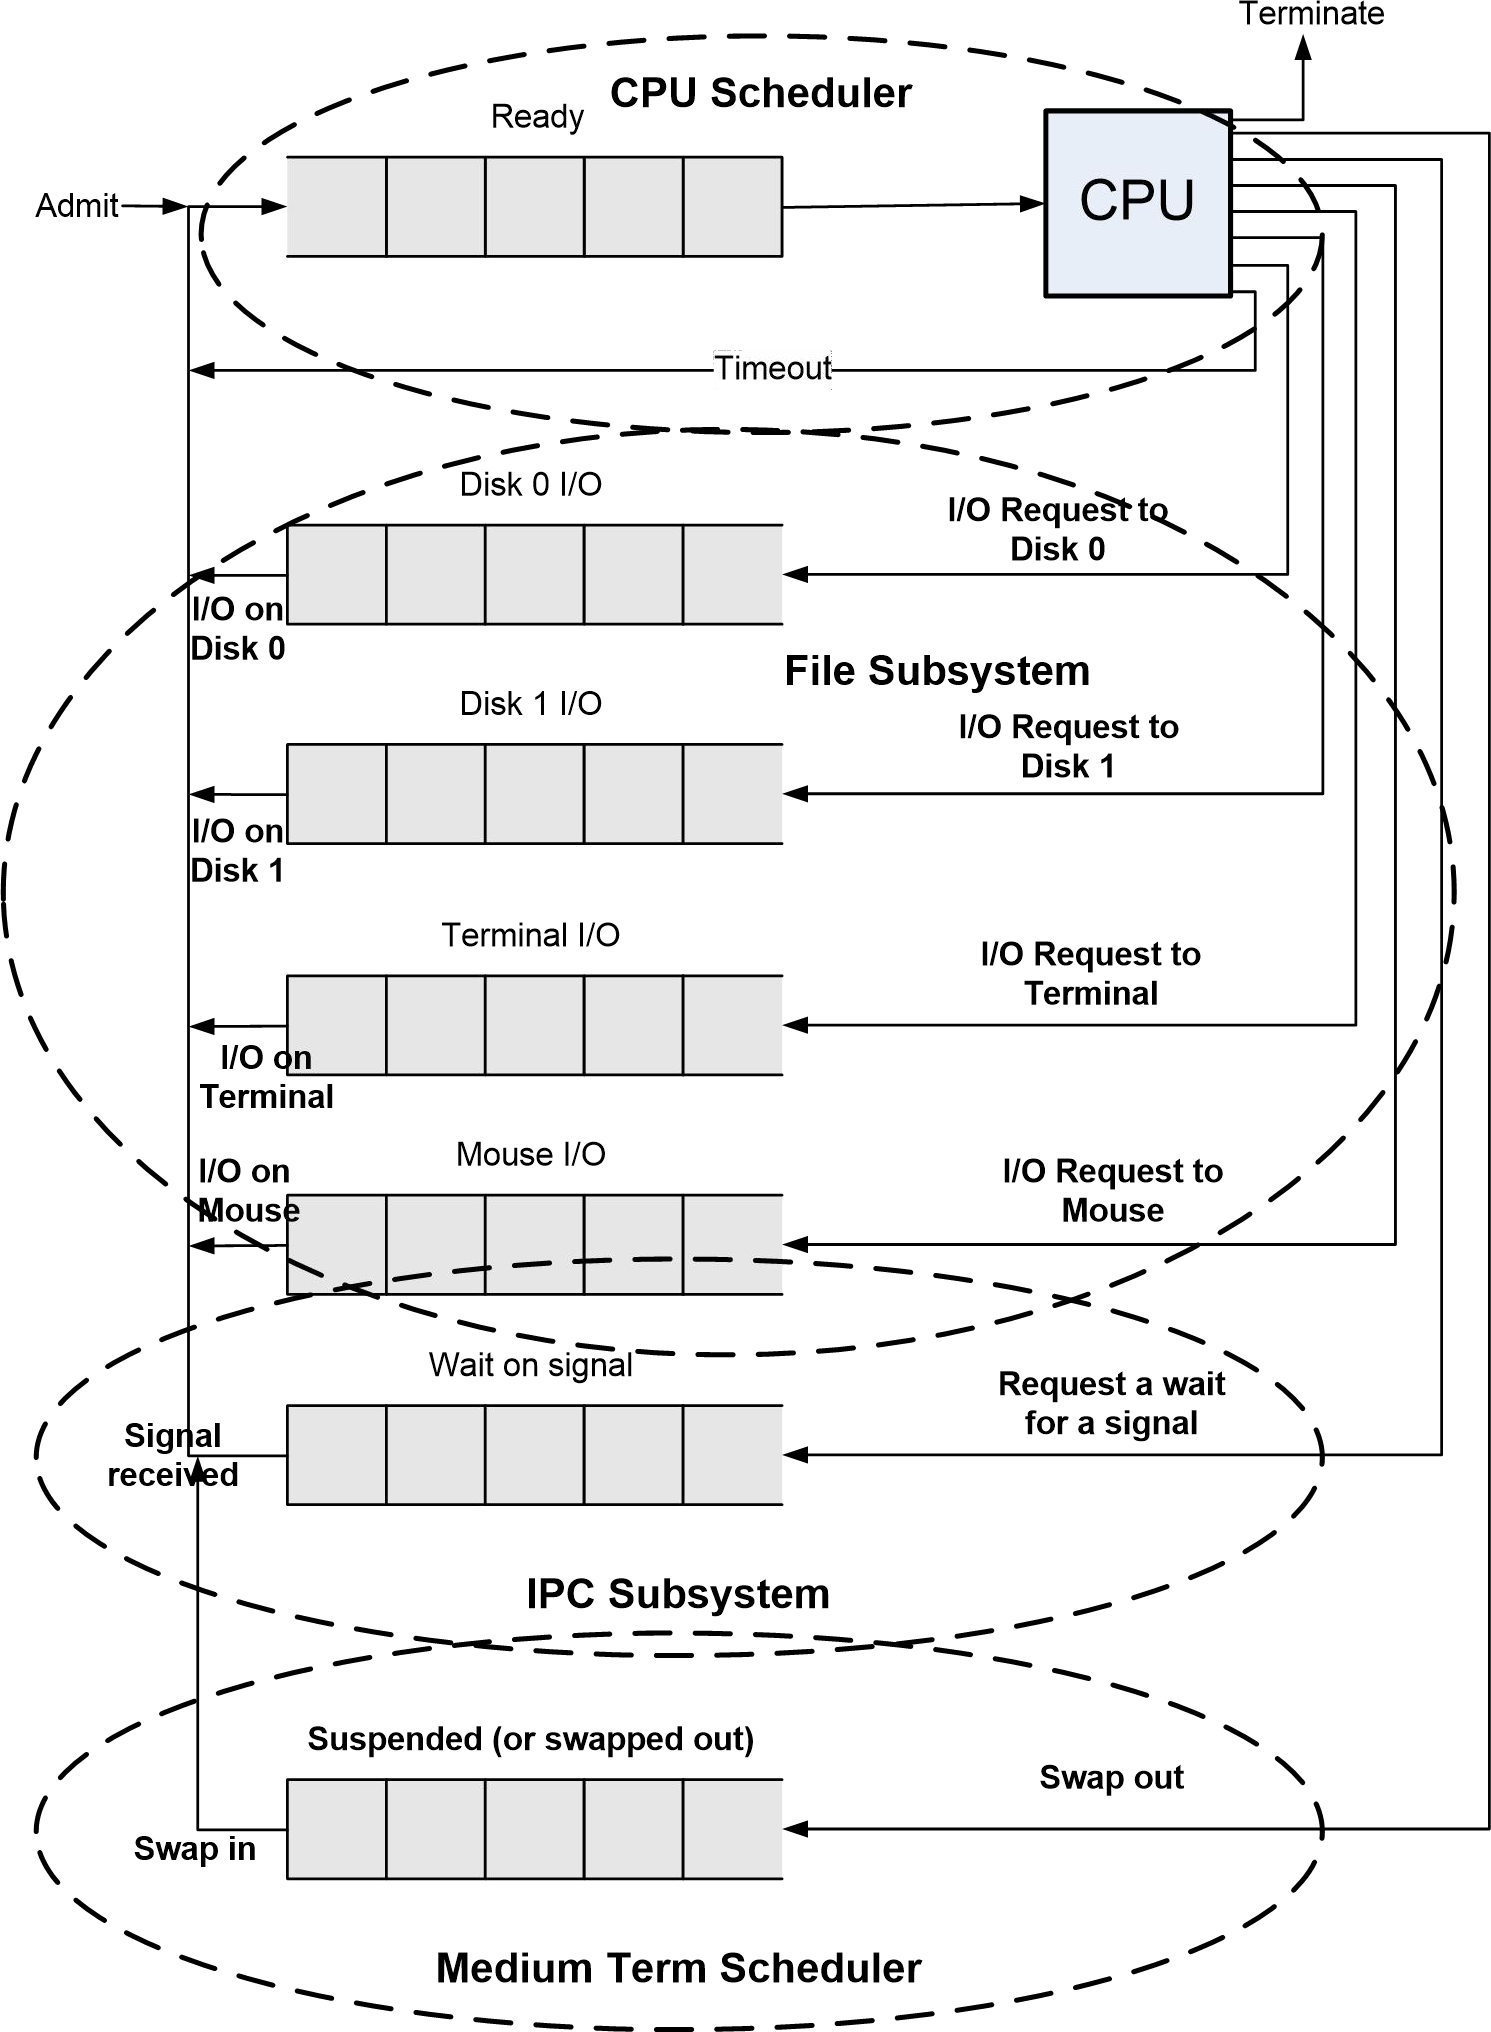 Terminate
CPU Scheduler
Ready
Admit
CPU
Timeout
Disk 0 I/O
I/O Request to
Disk 0
I/O on
Disk 0
File Subsystem
Disk 1 I/O
I/O Request to
Disk 1
I/O on
Disk 1
Terminal I/O
I/O Request to
Terminal
I/O on
Terminal
Mouse I/O
I/O on
Mouse
I/O Request to
Mouse
Wait on signal
Request a wait
for a signal
Signal
received
IPC Subsystem
Suspended (or swapped out)
Swap out
Swap in
Medium Term Scheduler